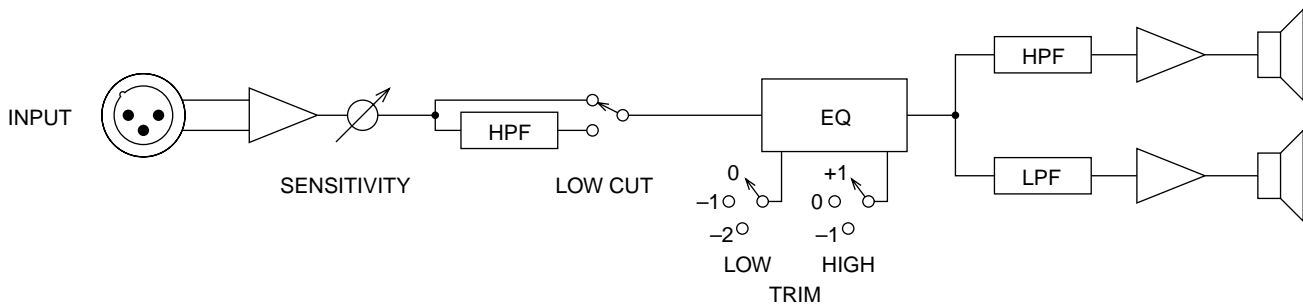 INPUT
SENSITIVITY
HPF
LOW CUT
EQ
0
–1
–2
LOW
+1
0
–1
HIGH
TRIM
HPF
LPF